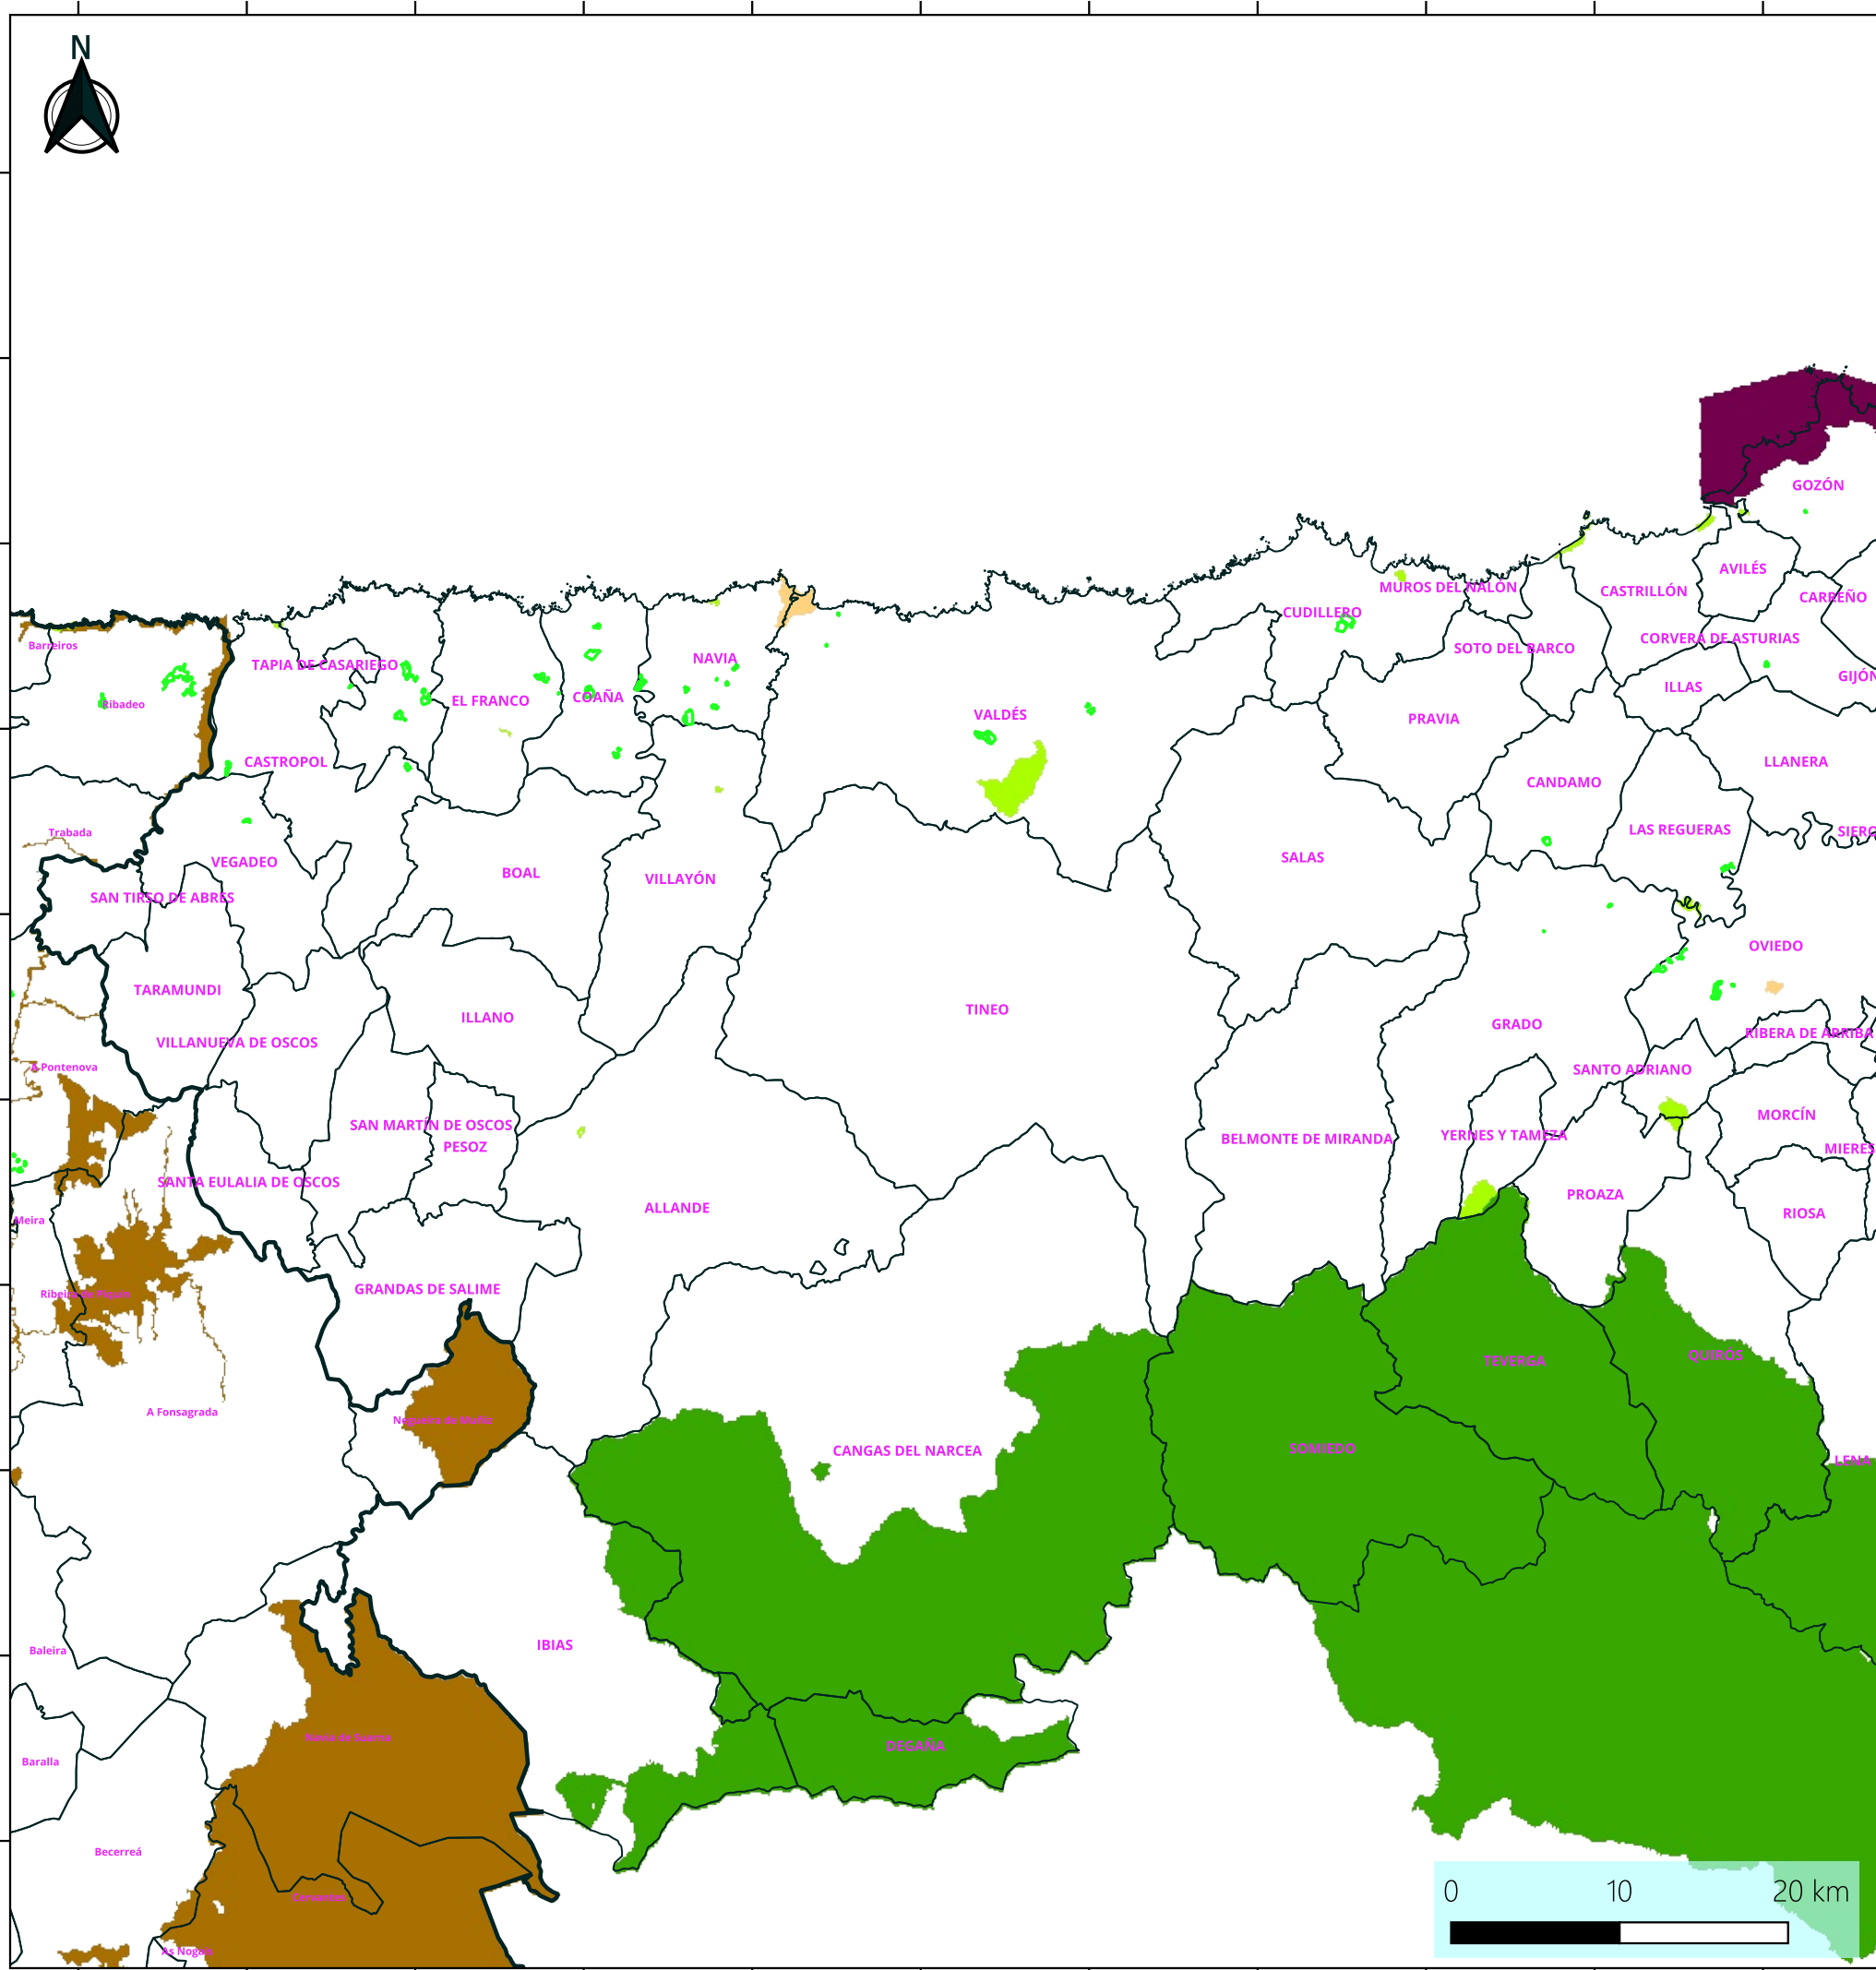 N
GOZÓN
AVILÉS
MUROS DEL NALÓN
CASTRILLÓN
CARREÑO
CUDILLERO
CORVERA DE ASTURIAS
Barreiros
SOTO DEL BARCO
NAVIA
TAPIA DE CASARIEGO
GIJÓN
ILLAS
COAÑA
EL FRANCO
Ribadeo
VALDÉS
PRAVIA
CASTROPOL
LLANERA
CANDAMO
LAS REGUERAS
SIERO
Trabada
SALAS
VEGADEO
BOAL
VILLAYÓN
SAN TIRSO DE ABRES
OVIEDO
TARAMUNDI
TINEO
ILLANO
GRADO
RIBERA DE ARRIBA
VILLANUEVA DE OSCOS
A Pontenova
SANTO ADRIANO
MORCÍN
SAN MARTÍN DE OSCOS
YERNES Y TAMEZA
BELMONTE DE MIRANDA
PESOZ
MIERES
SANTA EULALIA DE OSCOS
PROAZA
ALLANDE
RIOSA
Meira
GRANDAS DE SALIME
Ribeira de Piquín
QUIRÓS
TEVERGA
A Fonsagrada
Negueira de Muñiz
SOMIEDO
CANGAS DEL NARCEA
LENA
IBIAS
Baleira
Navia de Suarna
DEGAÑA
Baralla
Becerreá
Cervantes
0 10 20 km
As Nogais